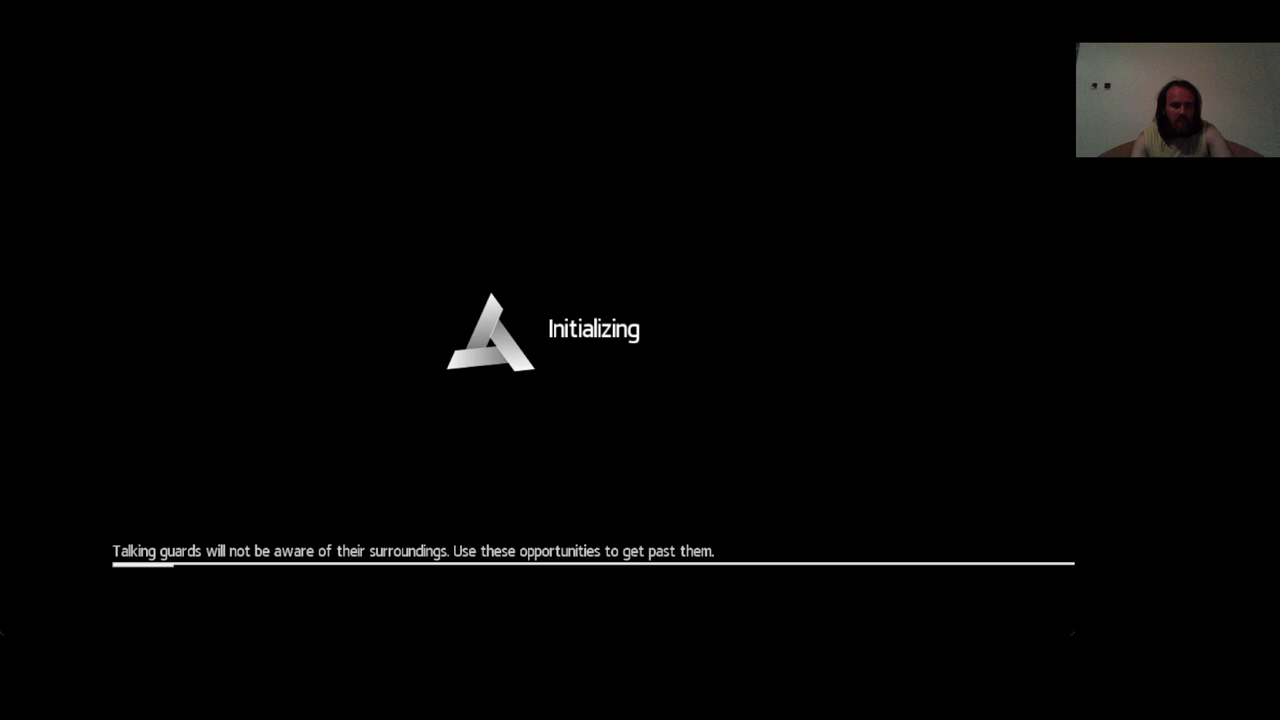 Initializing
Talking guards will not be aware of their surroundings. Use these opportunities to get past them.